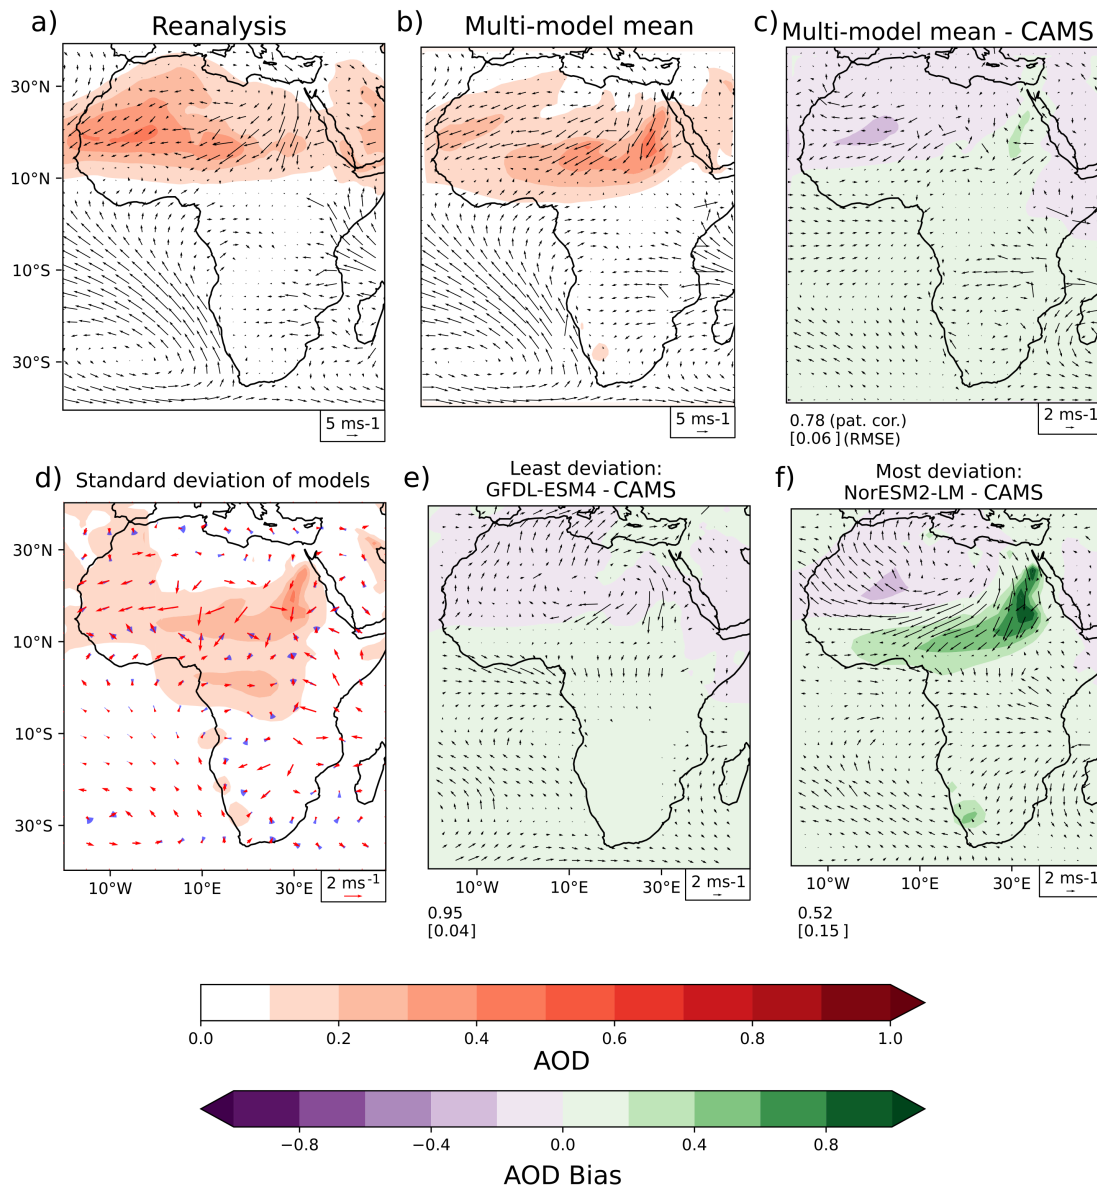 a) Reanalysis
b) Multi-model mean
c) Multi-model mean - CAMS
30°N
10°N
10°S
30°S
5 ms-1
5 ms-1
2 ms-1
0.78 (pat. cor.)
[0.06 ] (RMSE)
d) Standard deviation of models
e) Least deviation:
GFDL-ESM4 - CAMS
f) Most deviation:
NorESM2-LM - CAMS
30°N
10°N
10°S
30°S
10°W 10°E 30°E
2 ms-1
10°W 10°E 30°E
2 ms-1
10°W 10°E 30°E
2 ms-1
0.95
[0.04]
0.52
[0.15 ]
0.0 0.2 0.4 0.6 0.8 1.0
AOD
−0.8 −0.4 0.0 0.4 0.8
AOD Bias